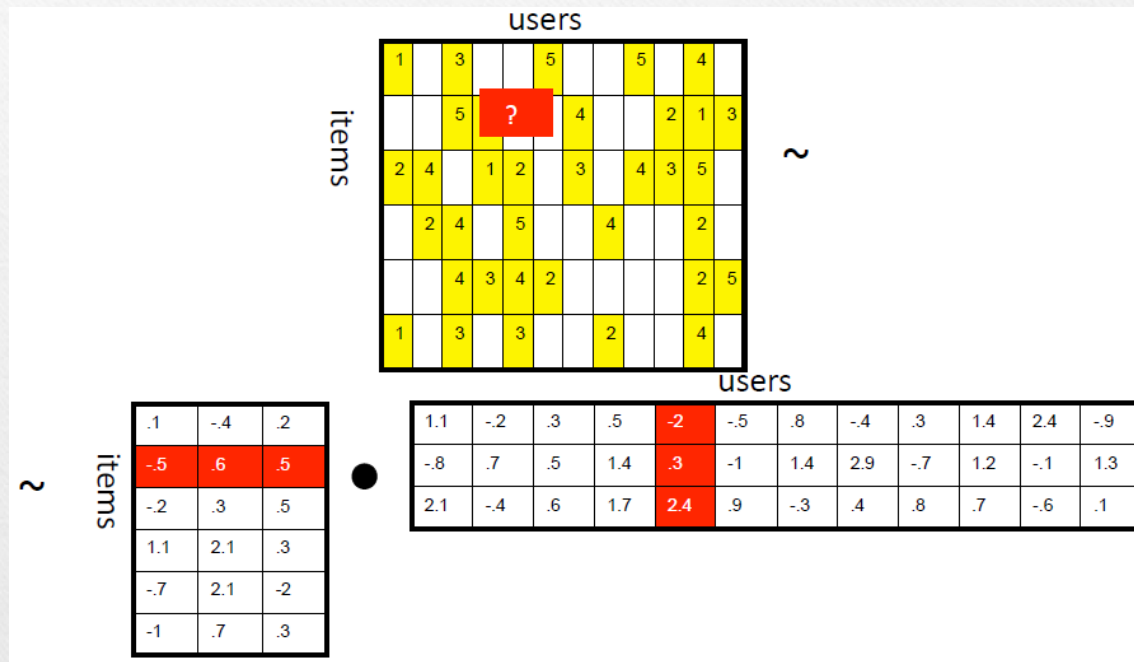 users
items
1 3 5 5 4
5 ? 4 2 1 3
~
2 4 1 2 3 4 3 5
2 4 5 4 2
4 3 4 2 2 5
1 3 3 2 4
users
~
items
.1 -.4 .2
-.5 .6 .5
-.2 .3 .5
1.1 2.1 .3
-.7 2.1 -2
-1 .7 .3
●
1.1 -.2 .3 .5 -2 -.5 .8 -.4 .3 1.4 2.4 -.9
-.8 .7 .5 1.4 .3 -1 1.4 2.9 -.7 1.2 -.1 1.3
2.1 -.4 .6 1.7 2.4 .9 -.3 .4 .8 .7 -.6 .1